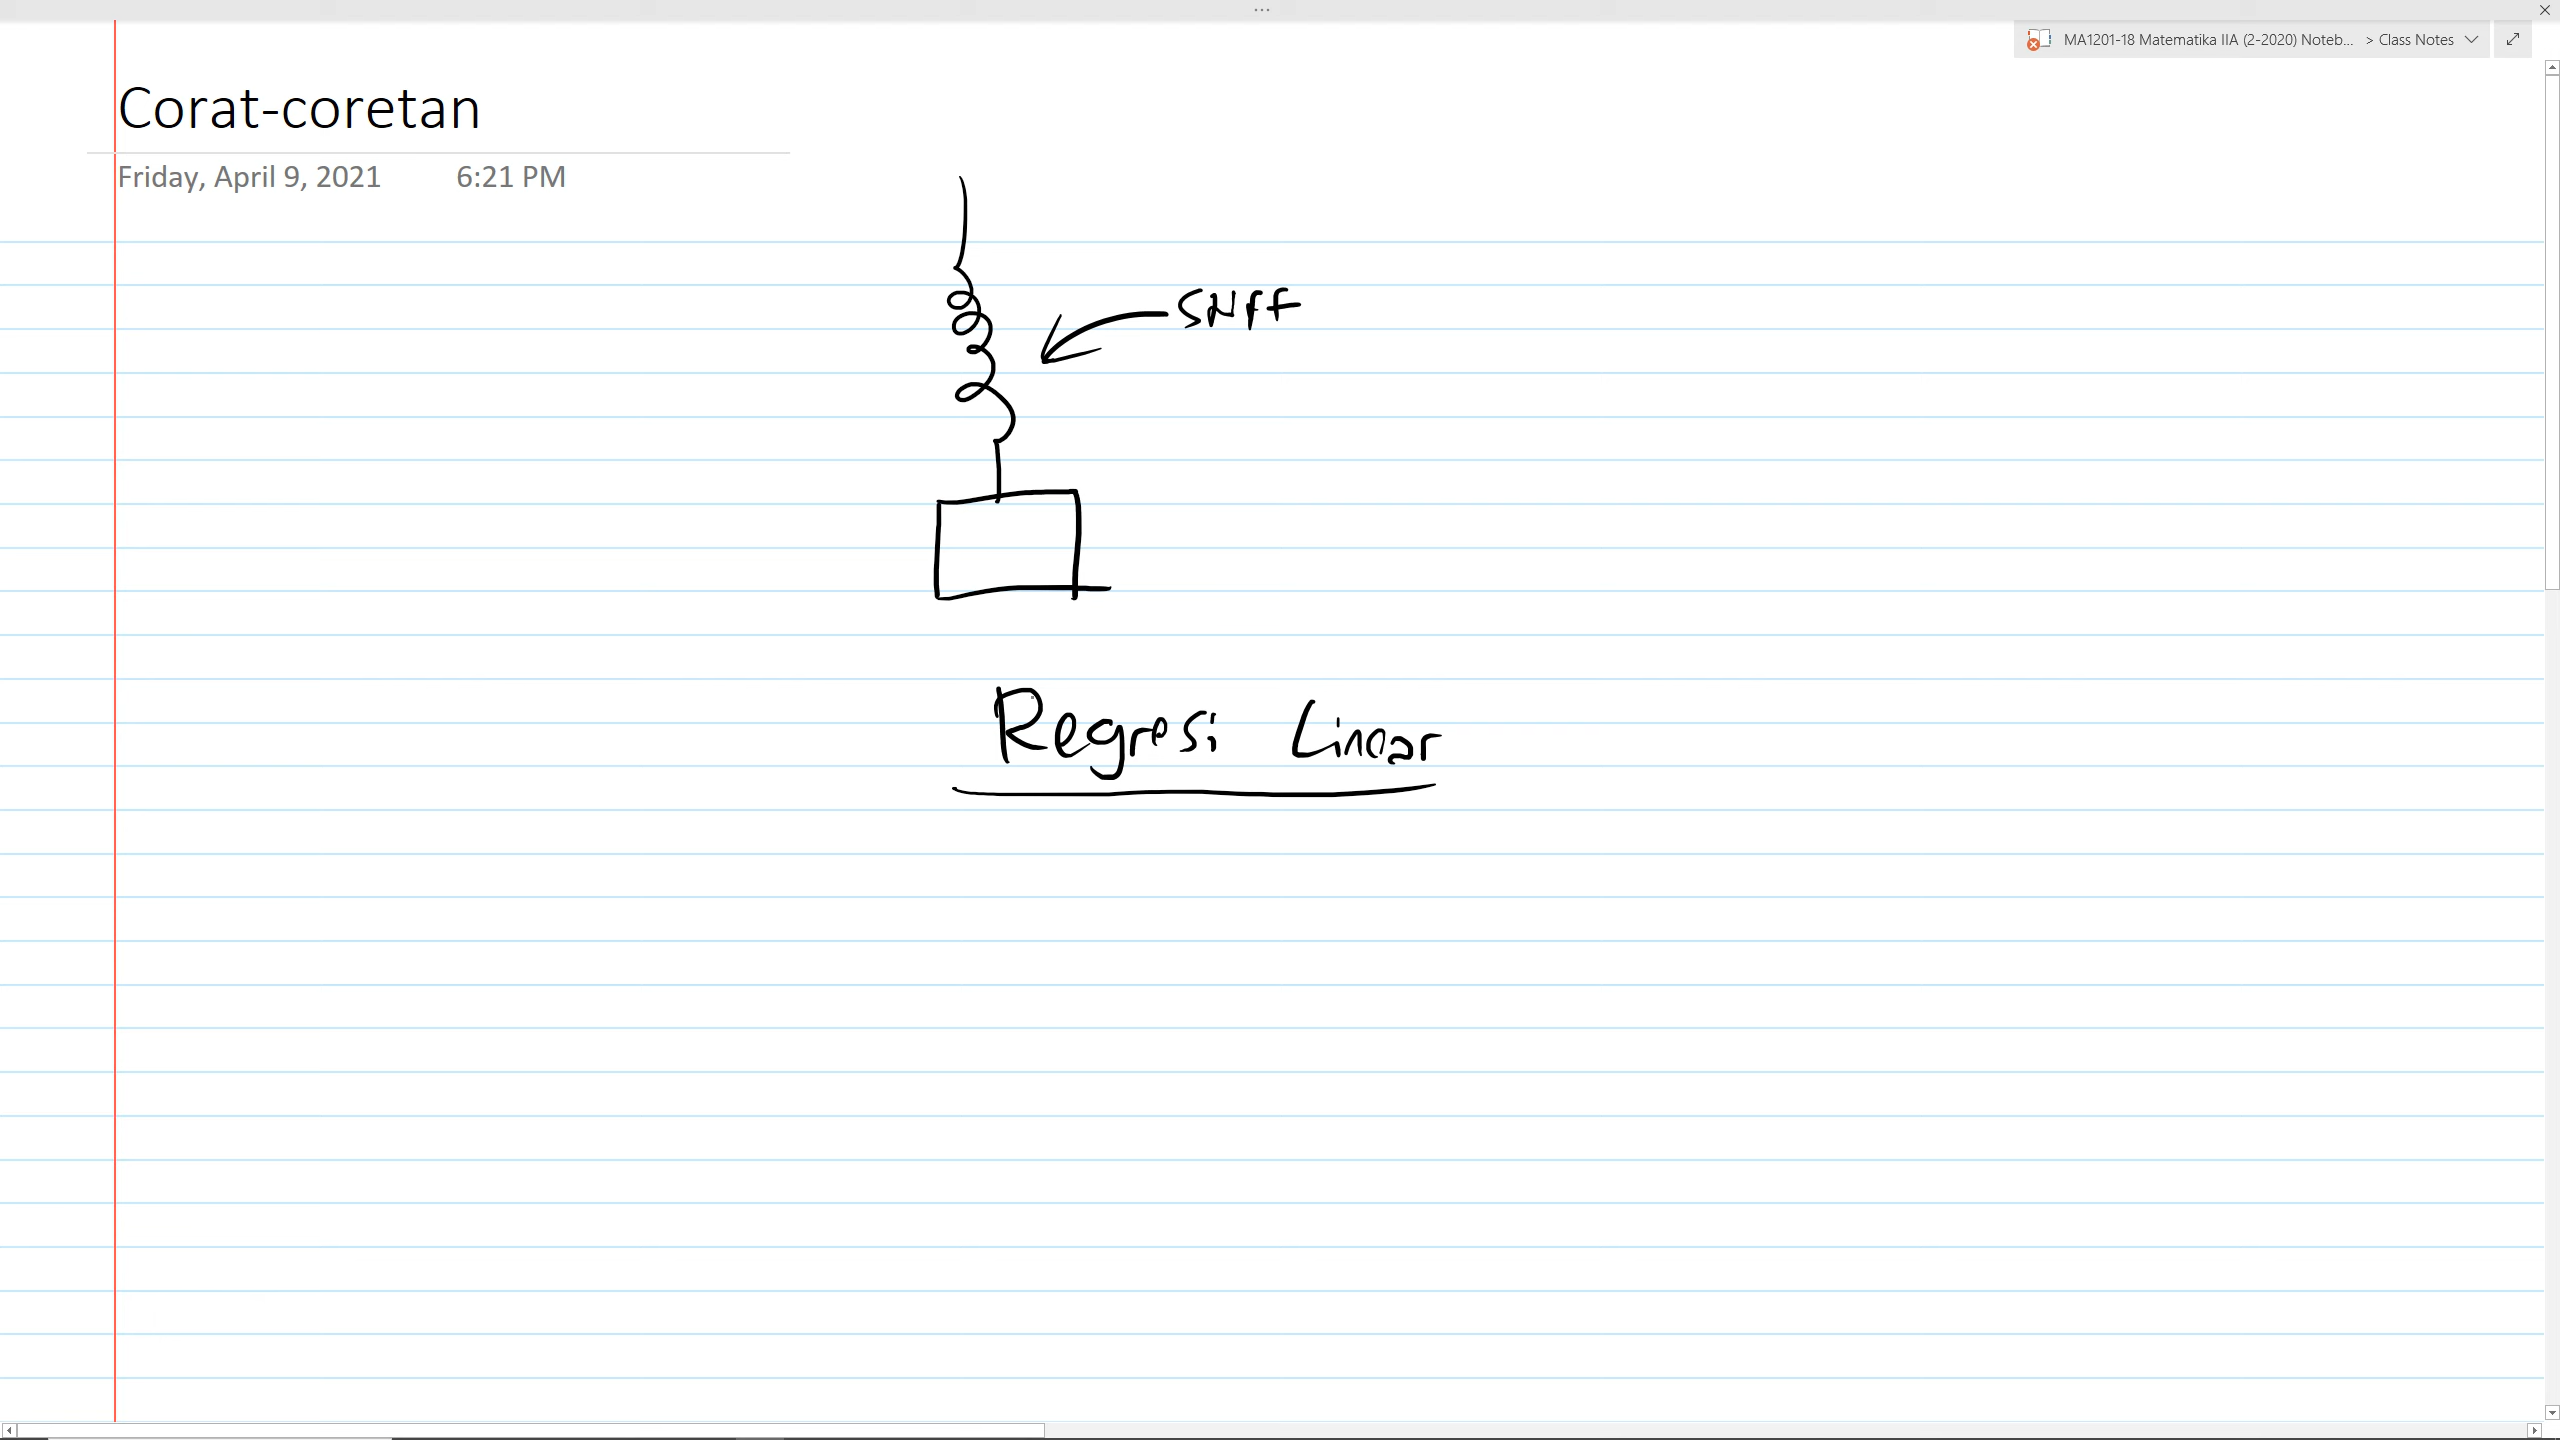 MA1201-18 Matematika IIA (2-2020) Noteb... > Class Notes
Corat-coretan
Friday, April 9, 2021 6:21 PM
Regresi Linear